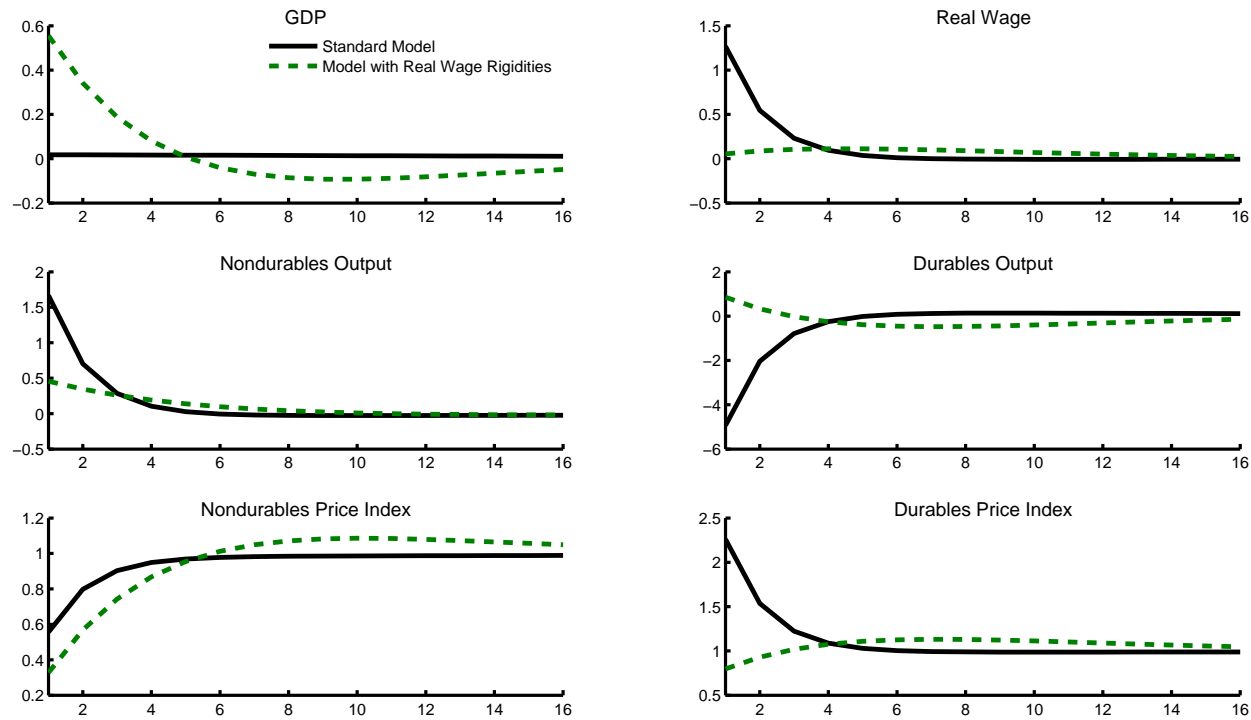 GDP
0.6
0.4
0.2
0
−0.2
2 4 6 8 10 12 14 16
Standard Model
Model with Real Wage Rigidities
Real Wage
1.5
1
0.5
0
−0.5
2 4 6 8 10 12 14 16
Nondurables Output
2
1.5
1
0.5
0
−0.5
2 4 6 8 10 12 14 16
Durables Output
2
0
−2
−4
−6
2 4 6 8 10 12 14 16
Nondurables Price Index
1.2
1
0.8
0.6
0.4
0.2
2 4 6 8 10 12 14 16
Durables Price Index
2.5
2
1.5
1
0.5
2 4 6 8 10 12 14 16